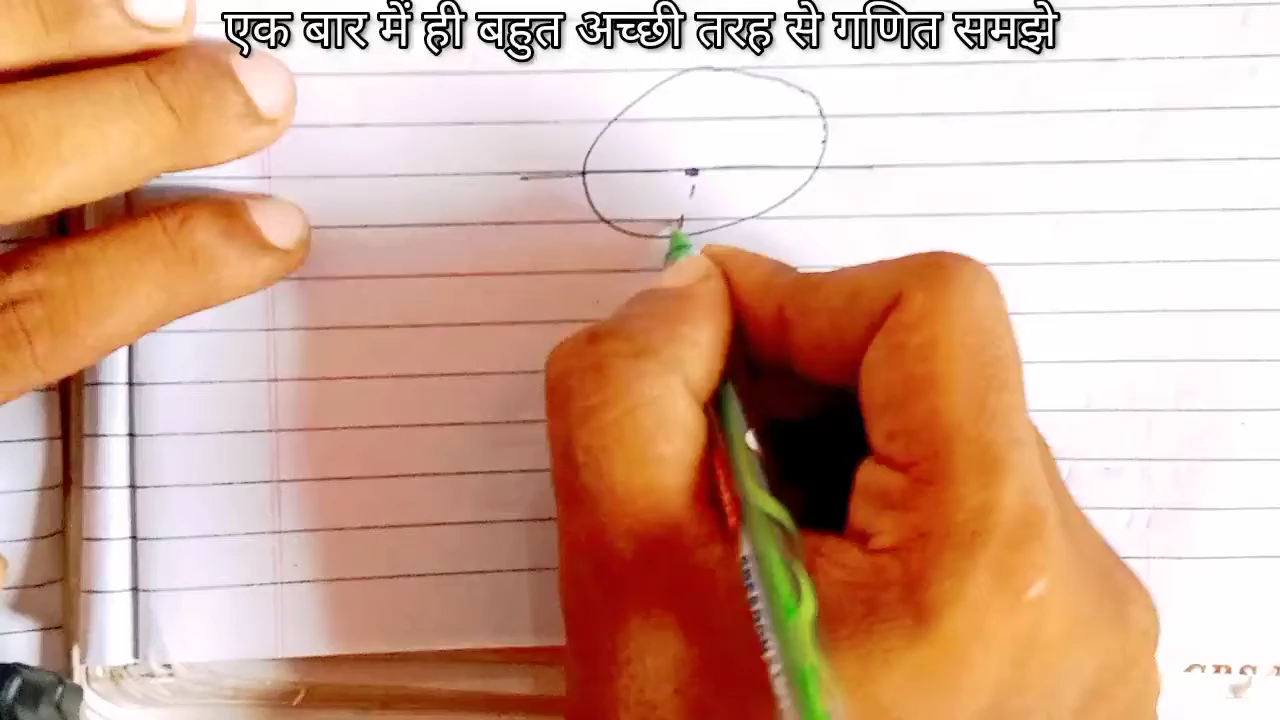 एक बार में ही बहुत अच्छी तरह से गणित समझे